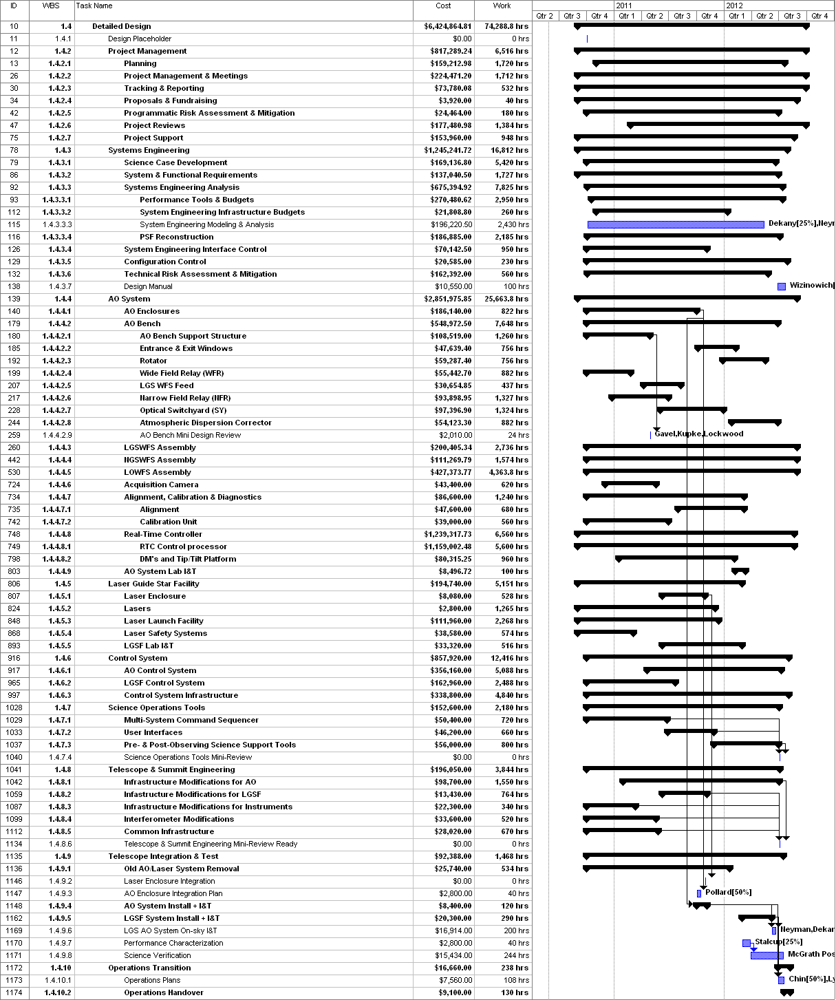 ID WBS Task Name Cost Work 2011 2012
Qtr 2 Qtr 3 Qtr 4 Qtr 1 Qtr 2 Qtr 3 Qtr 4 Qtr 1 Qtr 2 Qtr 3 Qtr 4
10 1.4 Detailed Design $6,424,864.81 74,288.8 hrs
11 1.4.1 Design Placeholder $0.00 0 hrs
12 1.4.2 Project Management $817,289.24 6,516 hrs
13 1.4.2.1 Planning $159,212.98 1,720 hrs
26 1.4.2.2 Project Management & Meetings $224,471.20 1,712 hrs
30 1.4.2.3 Tracking & Reporting $73,780.08 532 hrs
34 1.4.2.4 Proposals & Fundraising $3,920.00 40 hrs
42 1.4.2.5 Programmatic Risk Assessment & Mitigation $24,464.00 180 hrs
47 1.4.2.6 Project Reviews $177,480.98 1,384 hrs
75 1.4.2.7 Project Support $153,960.00 948 hrs
78 1.4.3 Systems Engineering $1,245,241.72 16,812 hrs
79 1.4.3.1 Science Case Development $169,136.80 5,420 hrs
86 1.4.3.2 System & Functional Requirements $137,040.50 1,727 hrs
92 1.4.3.3 Systems Engineering Analysis $675,394.92 7,825 hrs
93 1.4.3.3.1 Performance Tools & Budgets $270,480.62 2,950 hrs
112 1.4.3.3.2 System Engineering Infrastructure Budgets $21,808.80 260 hrs
115 1.4.3.3.3 System Engineering Modeling & Analysis $196,220.50 2,430 hrs Dekany[25%],Neyr
116 1.4.3.3.4 PSF Reconstruction $186,885.00 2,185 hrs
126 1.4.3.4 System Engineering Interface Control $70,142.50 950 hrs
129 1.4.3.5 Configuration Control $20,585.00 230 hrs
132 1.4.3.6 Technical Risk Assessment & Mitigation $162,392.00 560 hrs
138 1.4.3.7 Design Manual $10,550.00 100 hrs Wizinowich[
139 1.4.4 AO System $2,851,975.85 25,663.8 hrs
140 1.4.4.1 AO Enclosures $186,140.00 822 hrs
179 1.4.4.2 AO Bench $548,972.50 7,648 hrs
180 1.4.4.2.1 AO Bench Support Structure $108,519.00 1,260 hrs
185 1.4.4.2.2 Entrance & Exit Windows $47,639.40 756 hrs
192 1.4.4.2.3 Rotator $59,287.40 756 hrs
199 1.4.4.2.4 Wide Field Relay (WFR) $55,442.70 882 hrs
207 1.4.4.2.5 LGS WFS Feed $30,654.85 437 hrs
217 1.4.4.2.6 Narrow Field Relay (NFR) $93,898.95 1,327 hrs
228 1.4.4.2.7 Optical Switchyard (SY) $97,396.90 1,324 hrs
244 1.4.4.2.8 Atmospheric Dispersion Corrector $54,123.30 882 hrs
259 1.4.4.2.9 AO Bench Mini Design Review $2,010.00 24 hrs Gavel,Kupke,Lockwood
260 1.4.4.3 LGSWFS Assembly $200,405.34 2,736 hrs
442 1.4.4.4 NGSWFS Assembly $111,269.79 1,574 hrs
530 1.4.4.5 LOWFS Assembly $427,373.77 4,363.8 hrs
724 1.4.4.6 Acquisition Camera $43,400.00 620 hrs
734 1.4.4.7 Alignment, Calibration & Diagnostics $86,600.00 1,240 hrs
735 1.4.4.7.1 Alignment $47,600.00 680 hrs
742 1.4.4.7.2 Calibration Unit $39,000.00 560 hrs
748 1.4.4.8 Real-Time Controller $1,239,317.73 6,560 hrs
749 1.4.4.8.1 RTC Control processor $1,159,002.48 5,600 hrs
798 1.4.4.8.2 DM's and Tip/Tilt Platform $80,315.25 960 hrs
803 1.4.4.9 AO System Lab I&T $8,496.72 100 hrs
806 1.4.5 Laser Guide Star Facility $194,740.00 5,151 hrs
807 1.4.5.1 Laser Enclosure $8,080.00 528 hrs
824 1.4.5.2 Lasers $2,800.00 1,265 hrs
848 1.4.5.3 Laser Launch Facility $111,960.00 2,268 hrs
868 1.4.5.4 Laser Safety Systems $38,580.00 574 hrs
893 1.4.5.5 LGSF Lab I&T $33,320.00 516 hrs
916 1.4.6 Control System $857,920.00 12,416 hrs
917 1.4.6.1 AO Control System $356,160.00 5,088 hrs
965 1.4.6.2 LGSF Control System $162,960.00 2,488 hrs
997 1.4.6.3 Control System Infrastructure $338,800.00 4,840 hrs
1028 1.4.7 Science Operations Tools $152,600.00 2,180 hrs
1029 1.4.7.1 Multi-System Command Sequencer $50,400.00 720 hrs
1033 1.4.7.2 User Interfaces $46,200.00 660 hrs
1037 1.4.7.3 Pre- & Post-Observing Science Support Tools $56,000.00 800 hrs
1040 1.4.7.4 Science Operations Tools Mini-Review $0.00 0 hrs
1041 1.4.8 Telescope & Summit Engineering $196,050.00 3,844 hrs
1042 1.4.8.1 Infrastructure Modifications for AO $98,700.00 1,550 hrs
1059 1.4.8.2 Infastructure Modifications for LGSF $13,430.00 764 hrs
1087 1.4.8.3 Infrastructure Modifications for Instruments $22,300.00 340 hrs
1099 1.4.8.4 Interferometer Modifications $33,600.00 520 hrs
1112 1.4.8.5 Common Infrastructure $28,020.00 670 hrs
1134 1.4.8.6 Telescope & Summit Engineering Mini-Review Ready $0.00 0 hrs
1135 1.4.9 Telescope Integration & Test $92,388.00 1,468 hrs
1136 1.4.9.1 Old AO/Laser System Removal $25,740.00 534 hrs
1146 1.4.9.2 Laser Enclosure Integration $0.00 0 hrs
1147 1.4.9.3 AO Enclosure Integration Plan $2,800.00 40 hrs Pollard[50%]
1148 1.4.9.4 AO System Install + I&T $8,400.00 120 hrs
1162 1.4.9.5 LGSF System Install + I&T $20,300.00 290 hrs
1169 1.4.9.6 LGS AO System On-sky I&T $16,914.00 200 hrs Neyman,Dekar
1170 1.4.9.7 Performance Characterization $2,800.00 40 hrs Stalcup[25%]
1171 1.4.9.8 Science Verification $15,434.00 244 hrs McGrath Pos
1172 1.4.10 Operations Transition $16,660.00 238 hrs
1173 1.4.10.1 Operations Plans $7,560.00 108 hrs Chin[50%],Ly
1174 1.4.10.2 Operations Handover $9,100.00 130 hrs